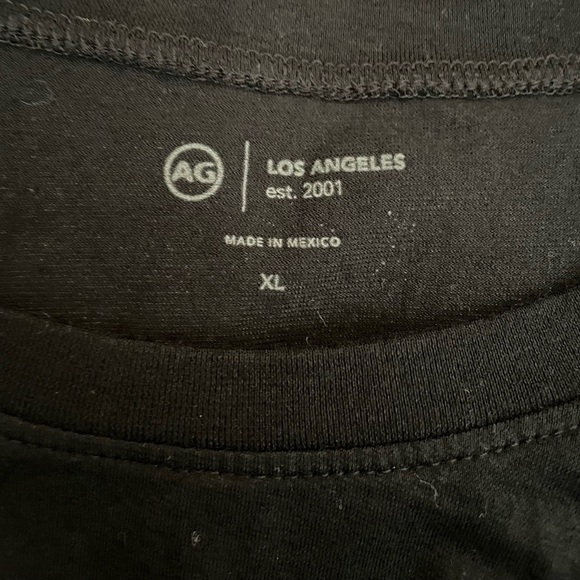 AG
LOS ANGELES
est. 2001
MADE IN MEXICO
XL